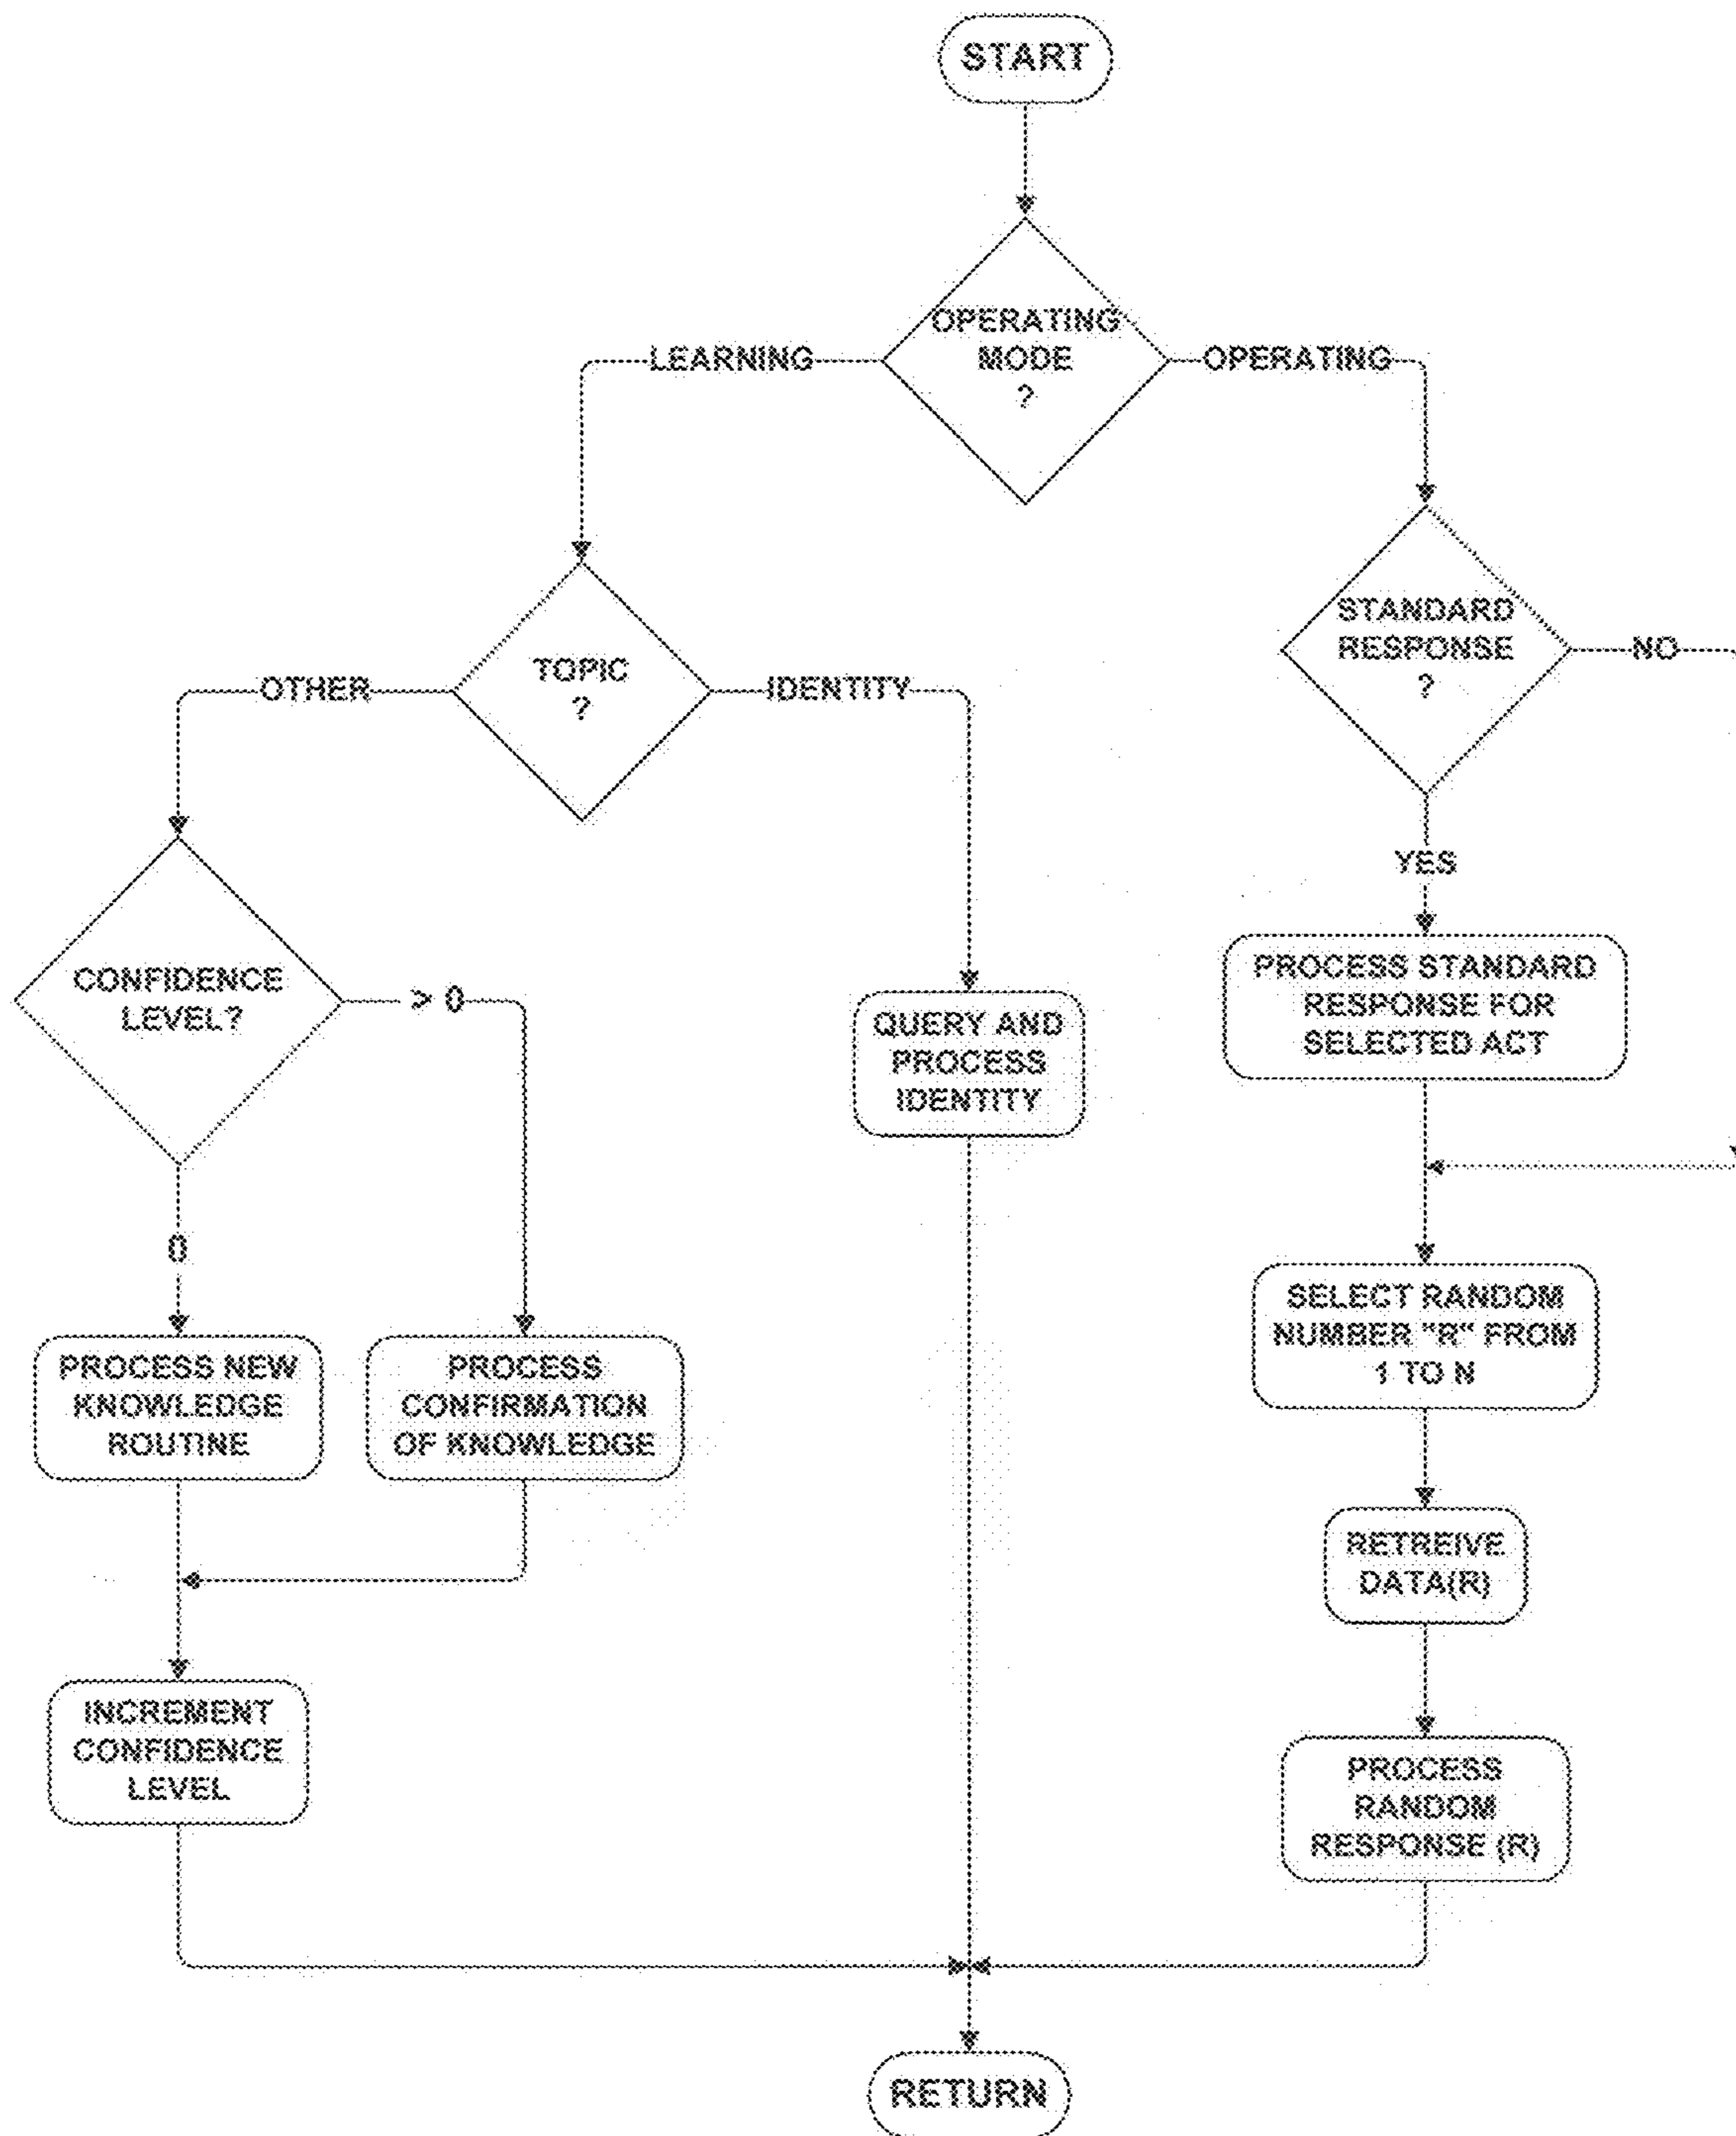 START
OPERATING
MODE
?
LEARNING
OPERATING
STANDARD
RESPONSE
?
NO
TOPIC
?
OTHER
IDENTITY
YES
CONFIDENCE
LEVEL?
> 0
PROCESS STANDARD
RESPONSE FOR
SELECTED ACT
QUERY AND
PROCESS
IDENTITY
0
SELECT RANDOM
NUMBER "R" FROM
1 TO N
PROCESS NEW
KNOWLEDGE
ROUTINE
PROCESS
CONFIRMATION
OF KNOWLEDGE
RETREIVE
DATA(R)
INCREMENT
CONFIDENCE
LEVEL
PROCESS
RANDOM
RESPONSE (R)
RETURN